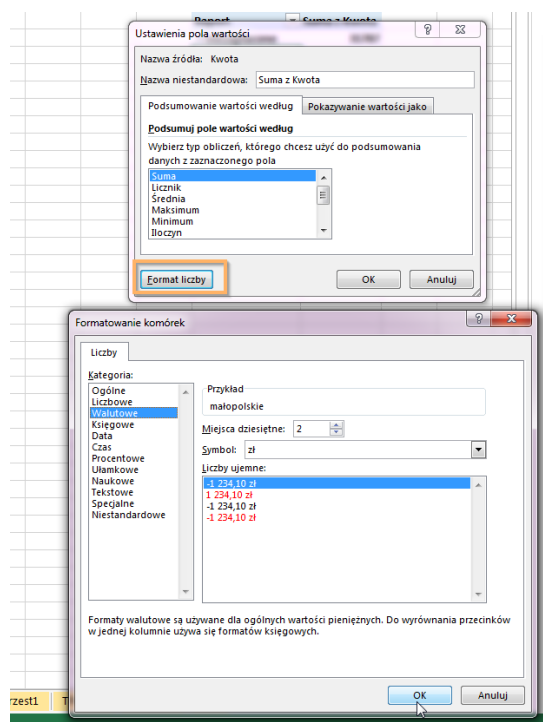 Raport Suma z Kwota
Ustawienia pola wartości
Nazwa źródła: Kwota
Nazwa niestandardowa: Suma z Kwota
Podsumowanie wartości według Pokazywanie wartości jako
Podsumuj pole wartości według
Wybierz typ obliczeń, którego chcesz użyć do podsumowania
danych z zaznaczonego pola
Suma
Licznik
Średnia
Maksimum
Minimum
Iloczyn
Format liczby OK Anuluj
Formatowanie komórek
Liczby
Kategoria:
Ogólne
Liczbowe
Walutowe
Księgowe
Data
Czas
Procentowe
Ułamkowe
Naukowe
Tekstowe
Specjalne
Niestandardowe
Przykład
małopolskie
Miejsca dziesiętne: 2
Symbol: zł
Liczby ujemne:
-1 234,10 zł
1 234,10 zł
-1 234,10 zł
-1 234,10 zł
Formaty walutowe są używane dla ogólnych wartości pieniężnych. Do wyrównania przecinków
w jednej kolumnie używa się formatów księgowych.
OK Anuluj
rzest1 T